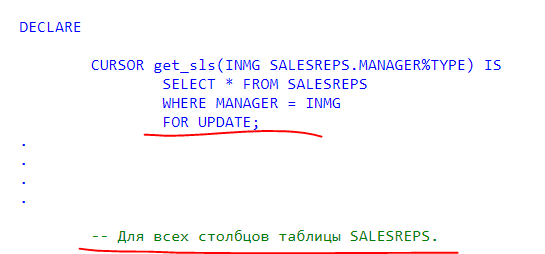 DECLARE
CURSOR get_sls(INMG SALESREPS.MANAGER%TYPE) IS
SELECT * FROM SALESREPS
WHERE MANAGER = INMG
FOR UPDATE;
.
.
.
.
-- Для всех столбцов таблицы SALESREPS.